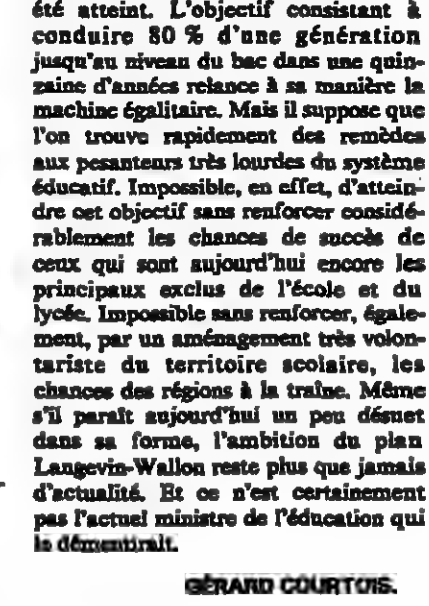 été atteint. L'objectif consistant à
conduire 80 % d'une génération
jusqu'au niveau du bac dans une quin-
zaine d'années relance à sa manière la
machine égalitaire. Mais il suppose que
l'on trouve rapidement des remèdes
aux pesanteurs très lourdes du système
éducatif. Impossible, en effet, d'attein-
dre cet objectif sans renforcer considé-
rablement les chances de succès de
ceux qui sont aujourd'hui encore les
principaux exclus de l'école et du
lycée. Impossible sans renforcer, égale-
ment, par un aménagement très volon-
tariste du territoire scolaire, les
chances des régions à la traîne. Même
s'il paraît aujourd'hui un peu désuet
dans sa forme, l'ambition du plan
Langevin-Wallon reste plus que jamais
d'actualité. Et ce n'est certainement
pas l'actuel ministre de l'éducation qui
le démentirait.
GÉRARD COURTOIS.